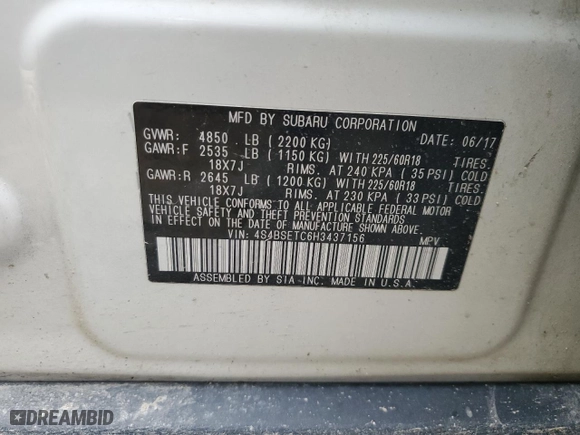 MFD BY SUBARU CORPORATION
GVWR: 4850 LB ( 2200 KG) DATE: 06/17
GAWR:F 2535 LB ( 1150 KG) WITH 225/60R18 TIRES.
18X7J RIMS. AT 240 KPA ( 35 PSI) COLD
GAWR:R 2645 LB ( 1200 KG) WITH 225/60R18 TIRES.
18X7J RIMS. AT 230 KPA ( 33 PSI) COLD
THIS VEHICLE CONFORMS TO ALL APPLICABLE FEDERAL MOTOR
VEHICLE SAFETY AND THEFT PREVENTION STANDARDS
IN EFFECT ON THE DATE OF MANUFACTURE SHOWN ABOVE.
VIN: 4S4BSETC6H3437156 MPV
ASSEMBLED BY SIA INC. MADE IN U.S.A.
DREAMBID